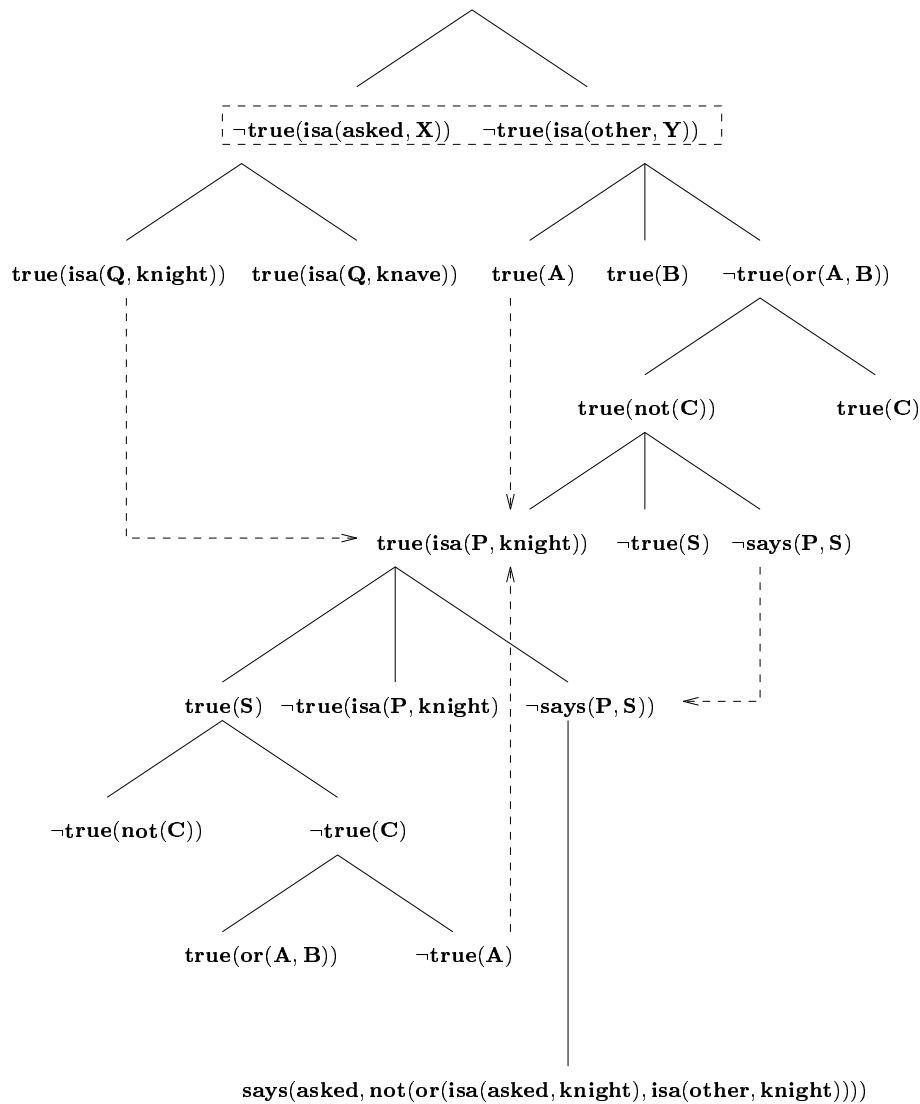 ¬true(isa(asked, X)) ¬true(isa(other, Y))
true(isa(Q, knight)) true(isa(Q, knave)) true(A) true(B) ¬true(or(A, B))
true(not(C)) true(C)
true(isa(P, knight)) ¬true(S) ¬says(P, S)
true(S) ¬true(isa(P, knight) ¬says(P, S))
¬true(not(C)) ¬true(C)
true(or(A, B)) ¬true(A)
says(asked, not(or(isa(asked, knight), isa(other, knight))))